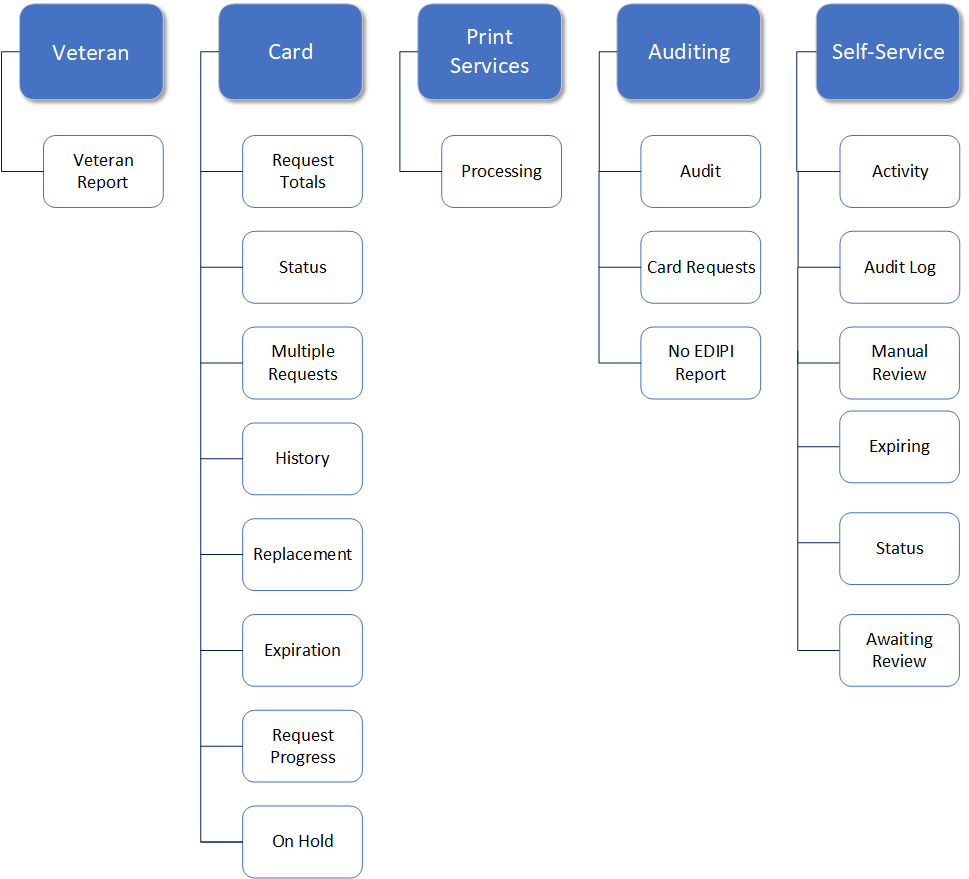 Veteran
Veteran
Report
Card
Request
Totals
Status
Multiple
Requests
History
Replacement
Expiration
Request
Progress
On Hold
Print
Services
Processing
Auditing
Audit
Card Requests
No EDIPI
Report
Self-Service
Activity
Audit Log
Manual
Review
Expiring
Status
Awaiting
Review